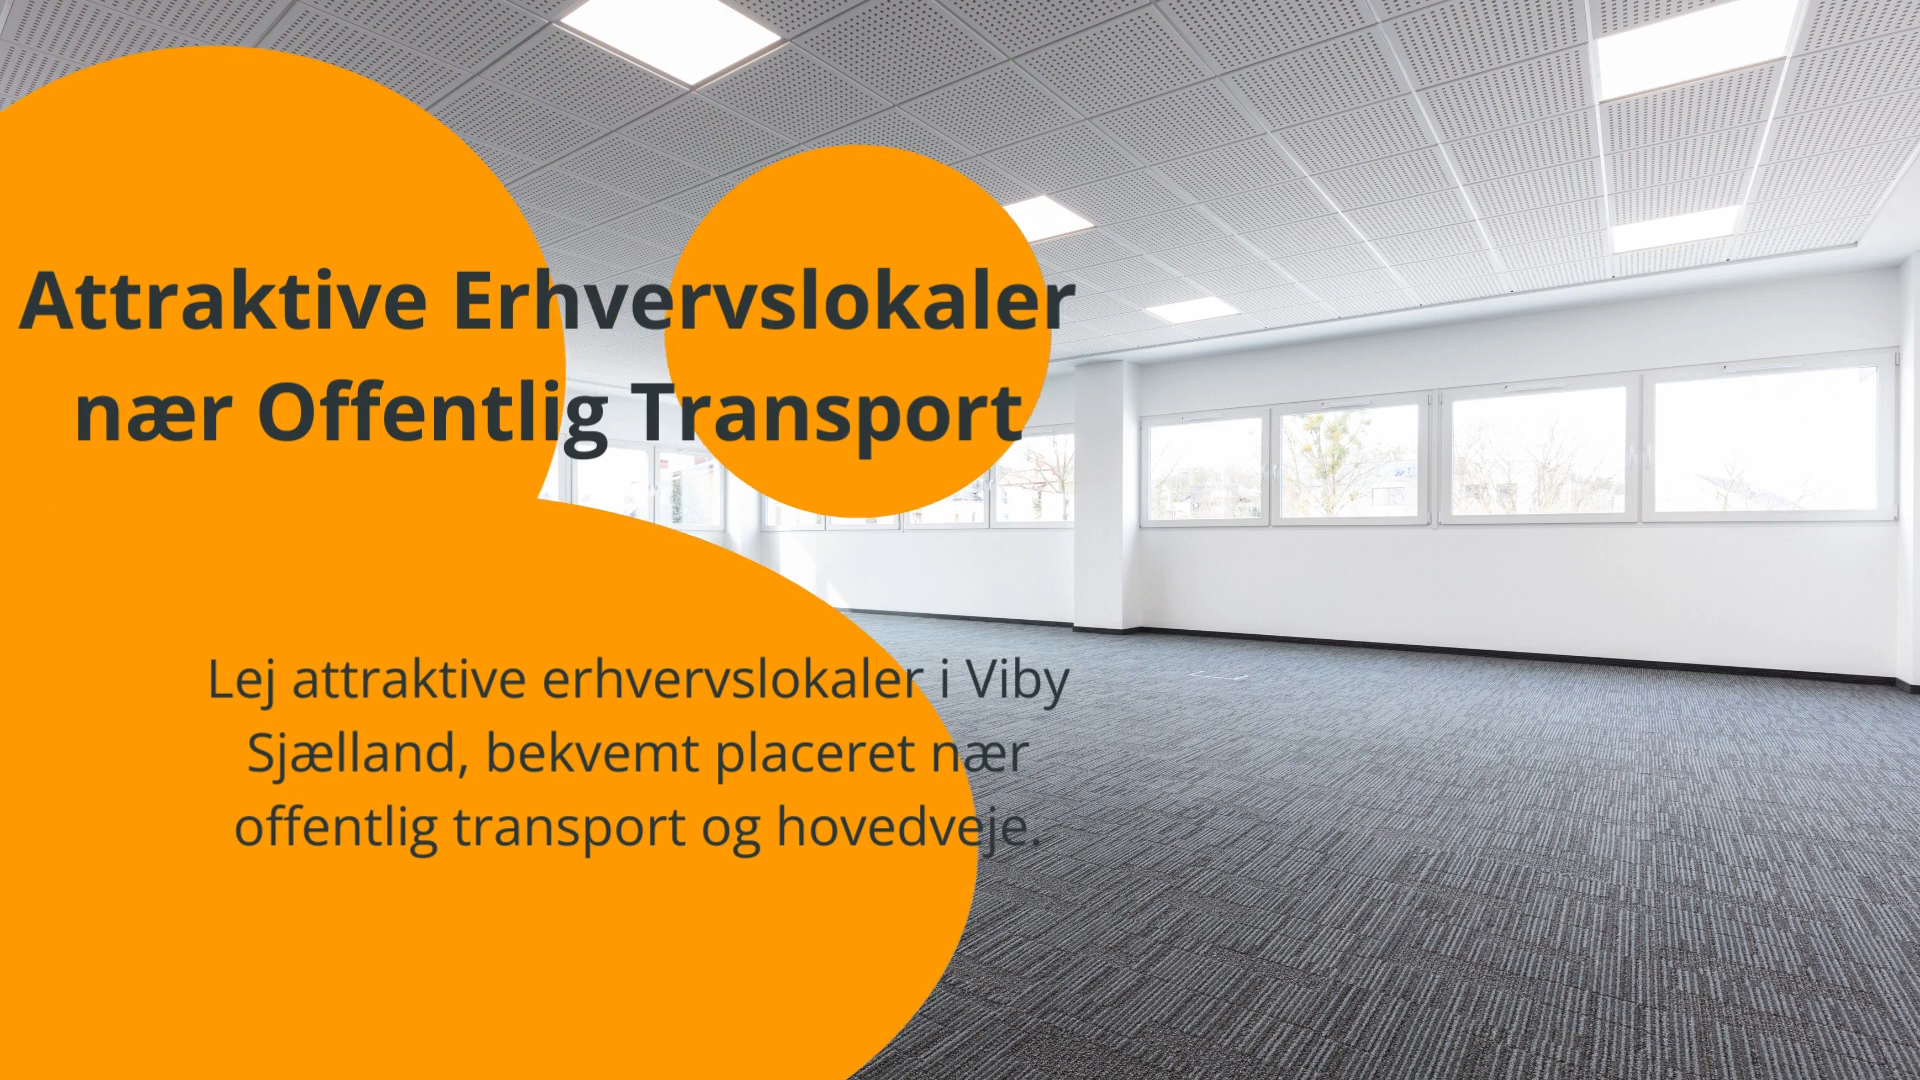 Attraktive Erhvervslokaler
nær Offentlig Transport
Lej attraktive erhvervslokaler i Viby
Sjælland, bekvemt placeret nær
offentlig transport og hovedveje.